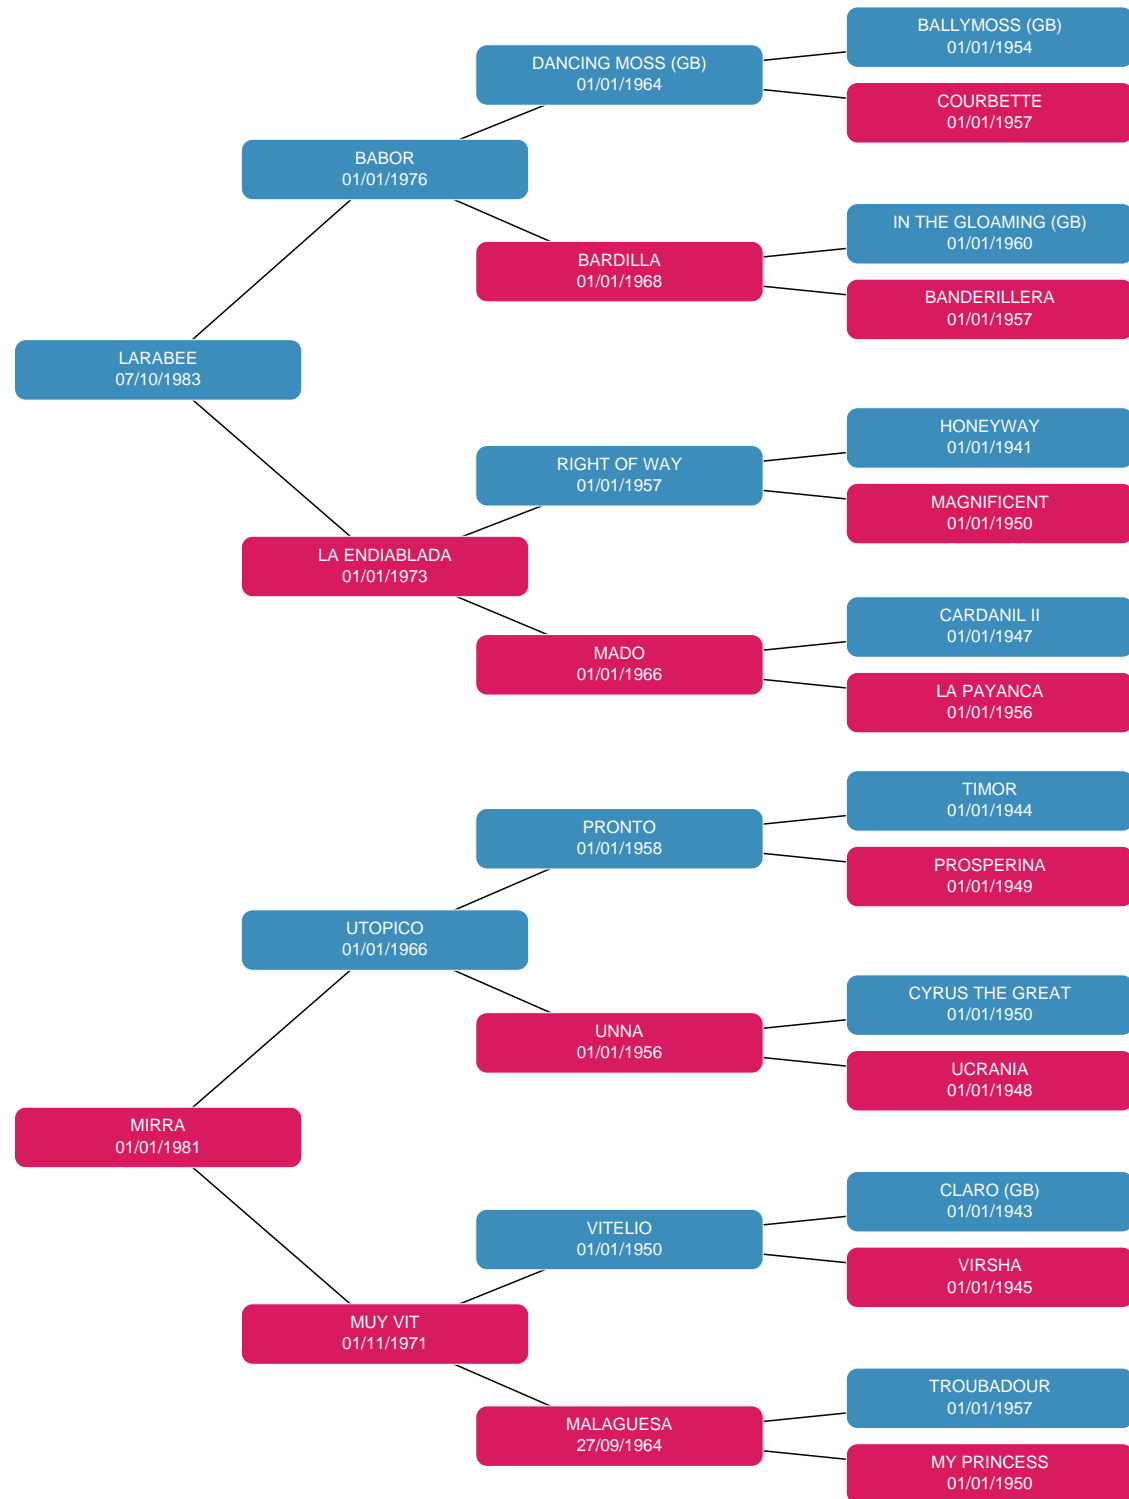 BALLYMOSS (GB)
01/01/1954
DANCING MOSS (GB)
01/01/1964
COURBETTE
01/01/1957
BABOR
01/01/1976
IN THE GLOAMING (GB)
01/01/1960
BARDILLA
01/01/1968
BANDERILLERA
01/01/1957
LARABEE
07/10/1983
HONEYWAY
01/01/1941
RIGHT OF WAY
01/01/1957
MAGNIFICENT
01/01/1950
LA ENDIABLADA
01/01/1973
CARDANIL II
01/01/1947
MADO
01/01/1966
LA PAYANCA
01/01/1956
TIMOR
01/01/1944
PRONTO
01/01/1958
PROSPERINA
01/01/1949
UTOPICO
01/01/1966
CYRUS THE GREAT
01/01/1950
UNNA
01/01/1956
UCRANIA
01/01/1948
MIRRA
01/01/1981
CLARO (GB)
01/01/1943
VITELIO
01/01/1950
VIRSHA
01/01/1945
MUY VIT
01/11/1971
TROUBADOUR
01/01/1957
MALAGUESA
27/09/1964
MY PRINCESS
01/01/1950